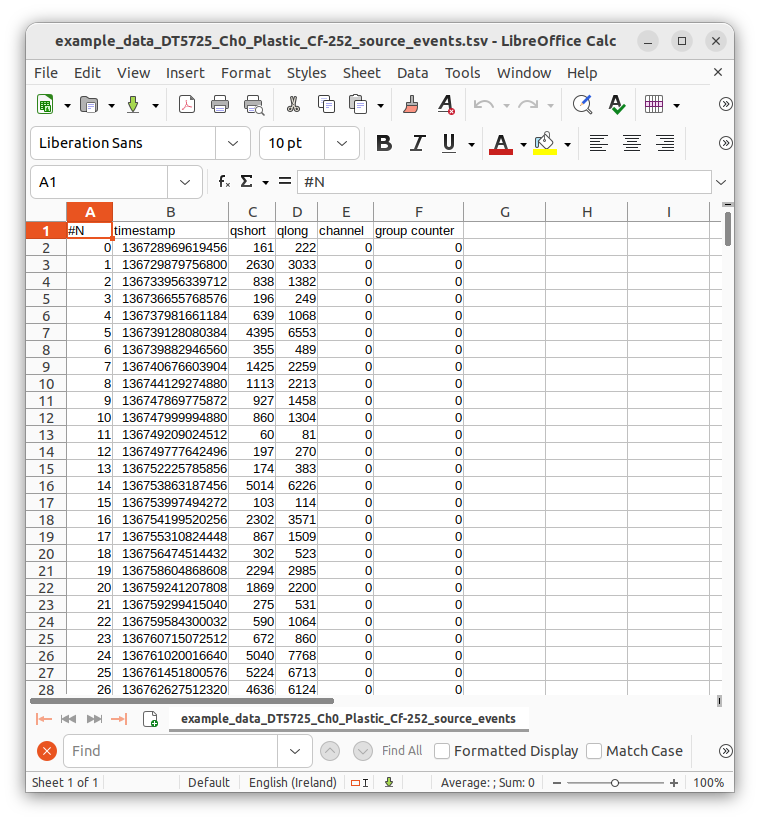 example_data_DT5725_Ch0_Plastic_Cf-252_source_events.tsv - LibreOffice Calc
File Edit View Insert Format Styles Sheet Data Tools Window Help
Liberation Sans 10 pt B I U A
A1 fx Σ = #N
A B C D E F G H I
1 #N timestamp qshort qlong channel group counter
2 0 136728969619456 161 222 0 0
3 1 136729879756800 2630 3033 0 0
4 2 136733956339712 838 1382 0 0
5 3 136736655768576 196 249 0 0
6 4 136737981661184 639 1068 0 0
7 5 136739128080384 4395 6553 0 0
8 6 136739882946560 355 489 0 0
9 7 136740676603904 1425 2259 0 0
10 8 136744129274880 1113 2213 0 0
11 9 136747869775872 927 1458 0 0
12 10 136747999994880 860 1304 0 0
13 11 136749209024512 60 81 0 0
14 12 136749777642496 197 270 0 0
15 13 136752225785856 174 383 0 0
16 14 136753863187456 5014 6226 0 0
17 15 136753997494272 103 114 0 0
18 16 136754199520256 2302 3571 0 0
19 17 136755310824448 867 1509 0 0
20 18 136756474514432 302 523 0 0
21 19 136758604868608 2294 2985 0 0
22 20 136759241207808 1869 2200 0 0
23 21 136759299415040 275 531 0 0
24 22 136759584300032 590 1064 0 0
25 23 136760715072512 672 860 0 0
26 24 136761020016640 5040 7768 0 0
27 25 136761451800576 5224 6713 0 0
28 26 136762627512320 4636 6124 0 0
example_data_DT5725_Ch0_Plastic_Cf-252_source_events
Find Find All Formatted Display Match Case
Sheet 1 of 1 Default English (Ireland) Average: ; Sum: 0 100%